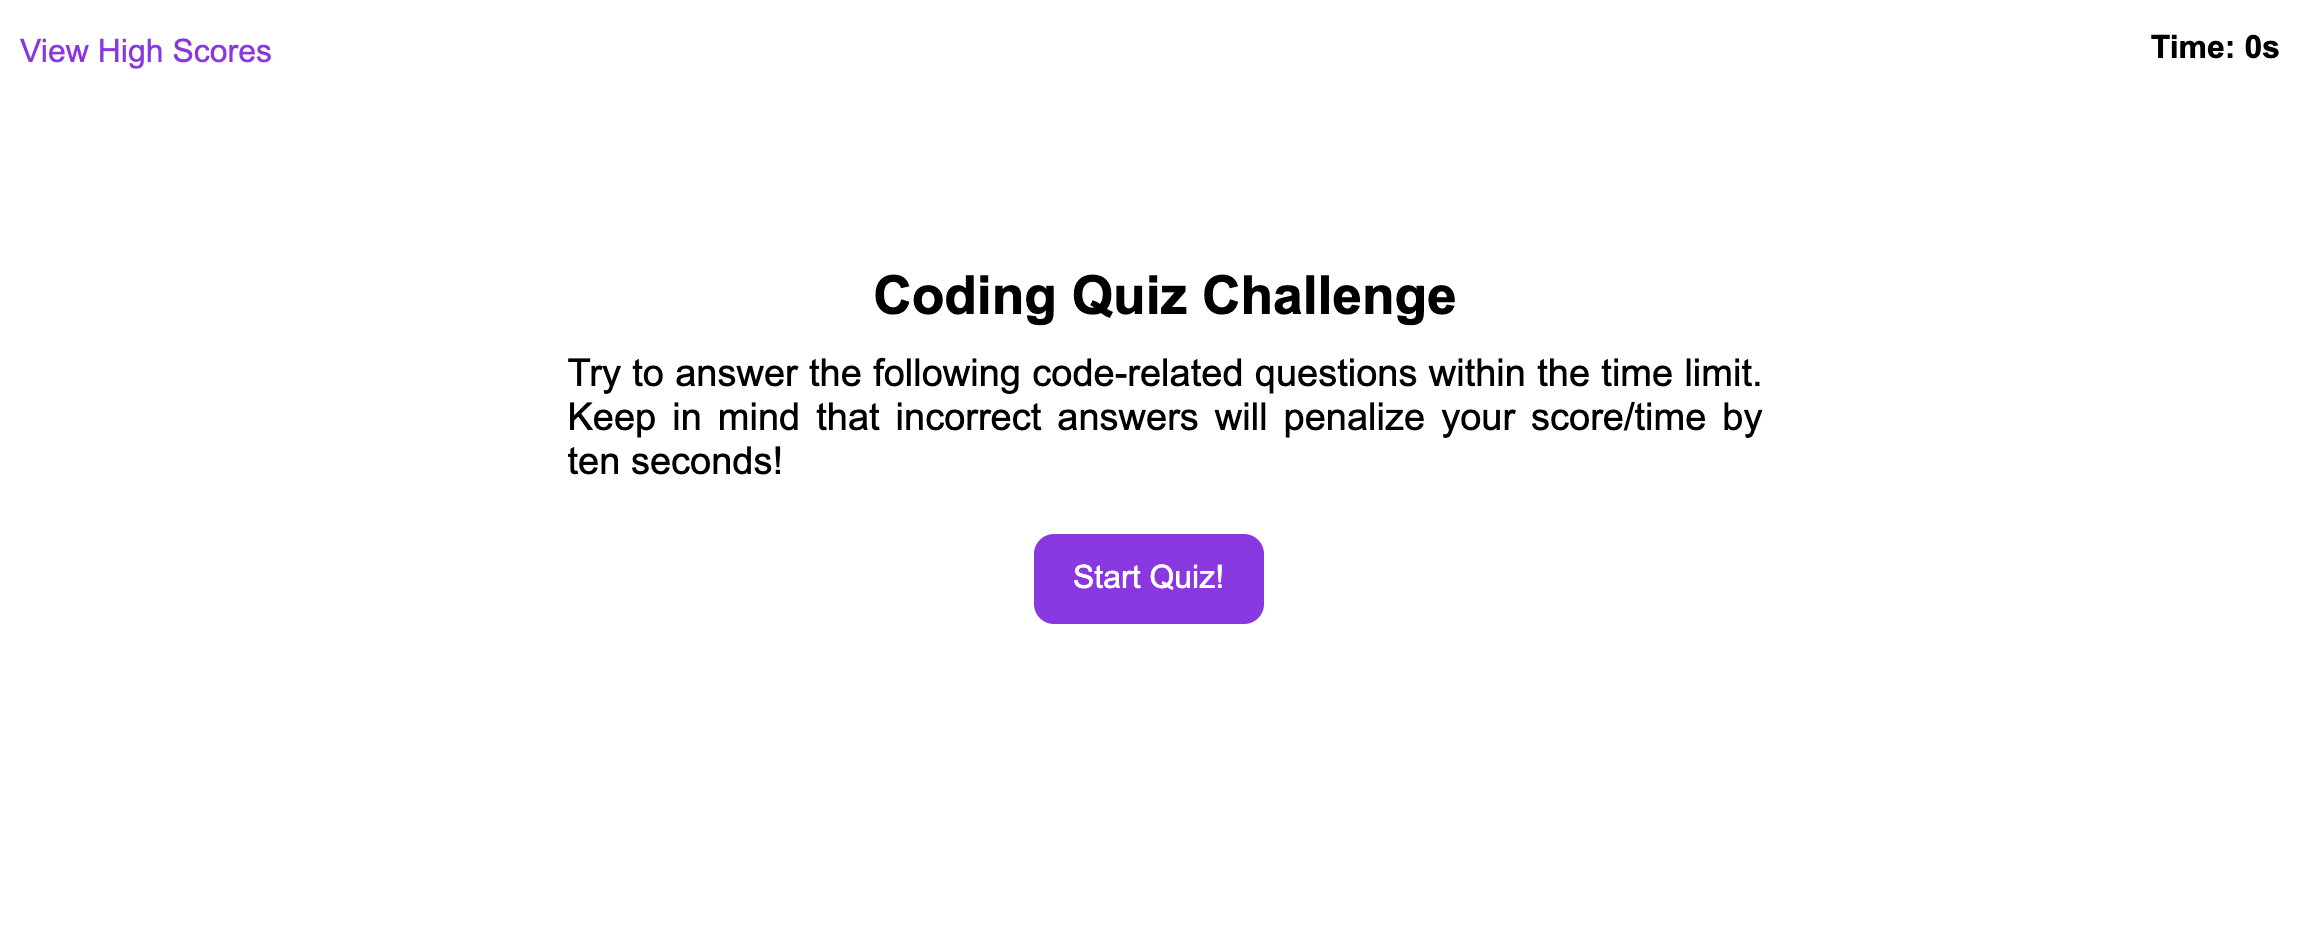 View High Scores
Time: 0s
Coding Quiz Challenge
Try to answer the following code-related questions within the time limit.
Keep in mind that incorrect answers will penalize your score/time by
ten seconds!
Start Quiz!